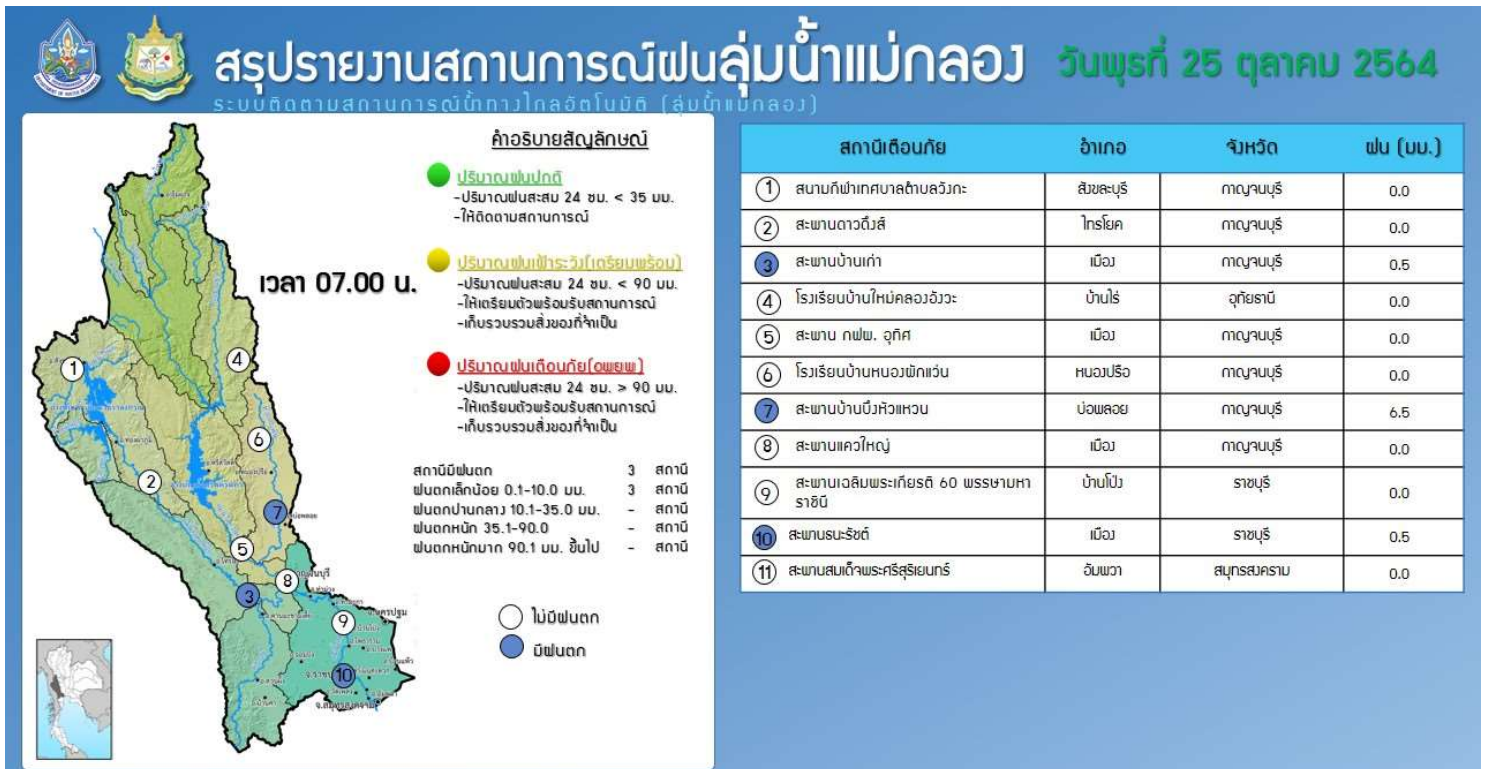 สรุปรายงานสถานการณ์ฝนลุ่มน้ำแม่กลอง วันพุธที่ 25 ตุลาคม 2564
ระบบติดตามสถานการณ์น้ำทางไกลอัตโนมัติ (ลุ่มน้ำแม่กลอง)
คำอธิบายสัญลักษณ์
ปริมาณฝนปกติ
-ปริมาณฝนสะสม 24 ชม. < 35 มม.
-ให้ติดตามสถานการณ์
ปริมาณฝนเฝ้าระวัง(เตรียมพร้อม)
-ปริมาณฝนสะสม 24 ชม. < 90 มม.
-ให้เตรียมตัวพร้อมรับสถานการณ์
-เก็บรวบรวมสิ่งของที่จำเป็น
ปริมาณฝนเตือนภัย(อพยพ)
-ปริมาณฝนสะสม 24 ชม. > 90 มม.
-ให้เตรียมตัวพร้อมรับสถานการณ์
-เก็บรวบรวมสิ่งของที่จำเป็น
เวลา 07.00 น.
สถานีมีฝนตก 3 สถานี
ฝนตกเล็กน้อย 0.1-10.0 มม. 3 สถานี
ฝนตกปานกลาง 10.1-35.0 มม. - สถานี
ฝนตกหนัก 35.1-90.0 - สถานี
ฝนตกหนักมาก 90.1 มม. ขึ้นไป - สถานี
ไม่มีฝนตก
มีฝนตก
1
4
6
2
7
5
8
3
9
10
สถานีเตือนภัย อำเภอ จังหวัด ฝน (มม.)
1 สนามกีฬาเทศบาลตำบลวังกะ สังขละบุรี กาญจนบุรี 0.0
2 สะพานดาวดึงส์ ไทรโยค กาญจนบุรี 0.0
3 สะพานบ้านเก่า เมือง กาญจนบุรี 0.5
4 โรงเรียนบ้านใหม่คลองอังวะ บ้านไร่ อุทัยธานี 0.0
5 สะพาน กฟผ. อุทิศ เมือง กาญจนบุรี 0.0
6 โรงเรียนบ้านหนองผักแว่น หนองปรือ กาญจนบุรี 0.0
7 สะพานบ้านบึงหัวแหวน บ่อพลอย กาญจนบุรี 6.5
8 สะพานแควใหญ่ เมือง กาญจนบุรี 0.0
9 สะพานเฉลิมพระเกียรติ 60 พรรษามหา
ราชินี บ้านโป่ง ราชบุรี 0.0
10 สะพานธนะรัชต์ เมือง ราชบุรี 0.5
11 สะพานสมเด็จพระศรีสุริเยนทร์ อัมพวา สมุทรสงคราม 0.0